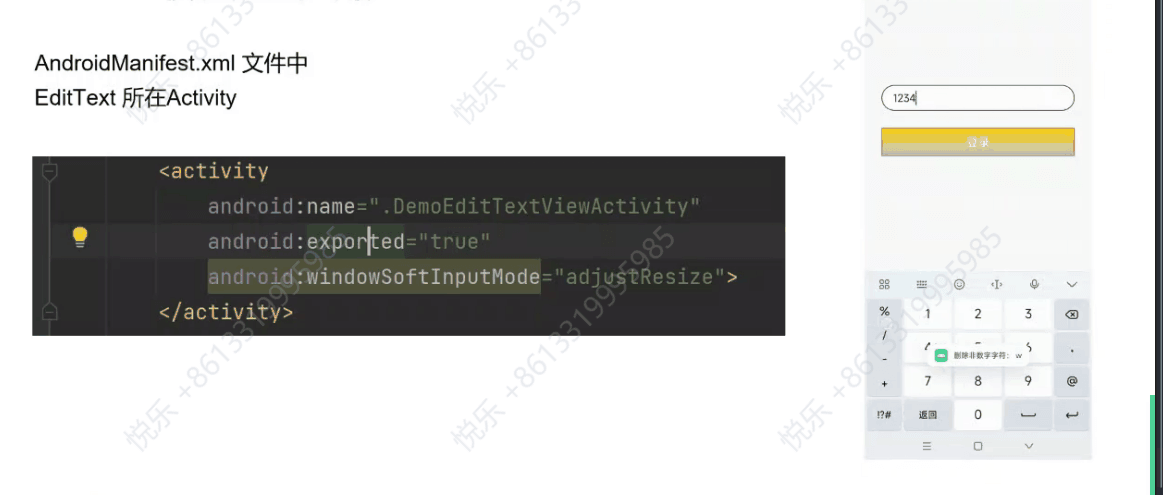 AndroidManifest.xml 文件中
EditText 所在Activity
<activity
android:name=".DemoEditTextViewActivity"
android:exported="true"
android:windowSoftInputMode="adjustResize">
</activity>
1234
登录
% 1 2 3
/
删除非数字字符: w
-
+ 7 8 9 @
!?# 返回 0
悦乐 +8613319995985